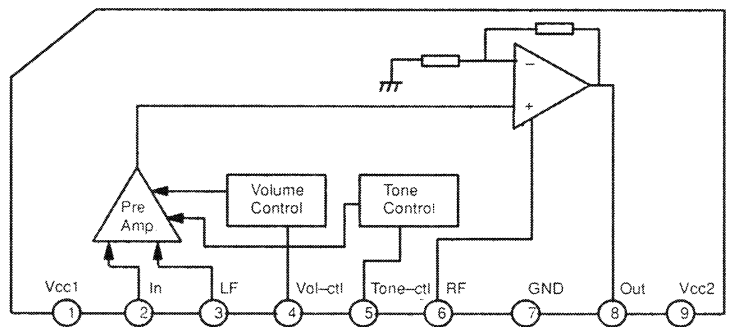 −
+
Volume
Control
Tone
Control
Pre
Amp.
Vcc1
In
LF
Vol–ctl
Tone–ctl
RF
GND
Out
Vcc2
1
2
3
4
5
6
7
8
9